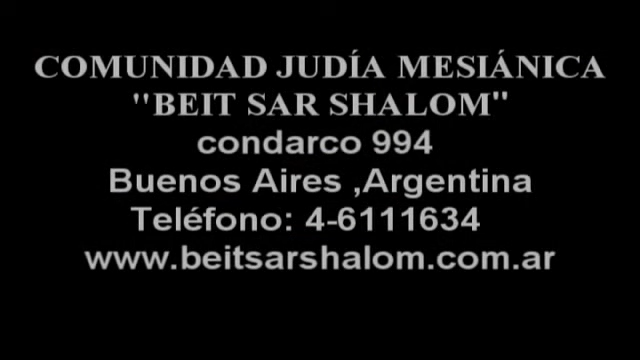 COMUNIDAD JUDÍA MESIÁNICA
"BEIT SAR SHALOM"
condarco 994
Buenos Aires ,Argentina
Teléfono: 4-6111634
www.beitsarshalom.com.ar